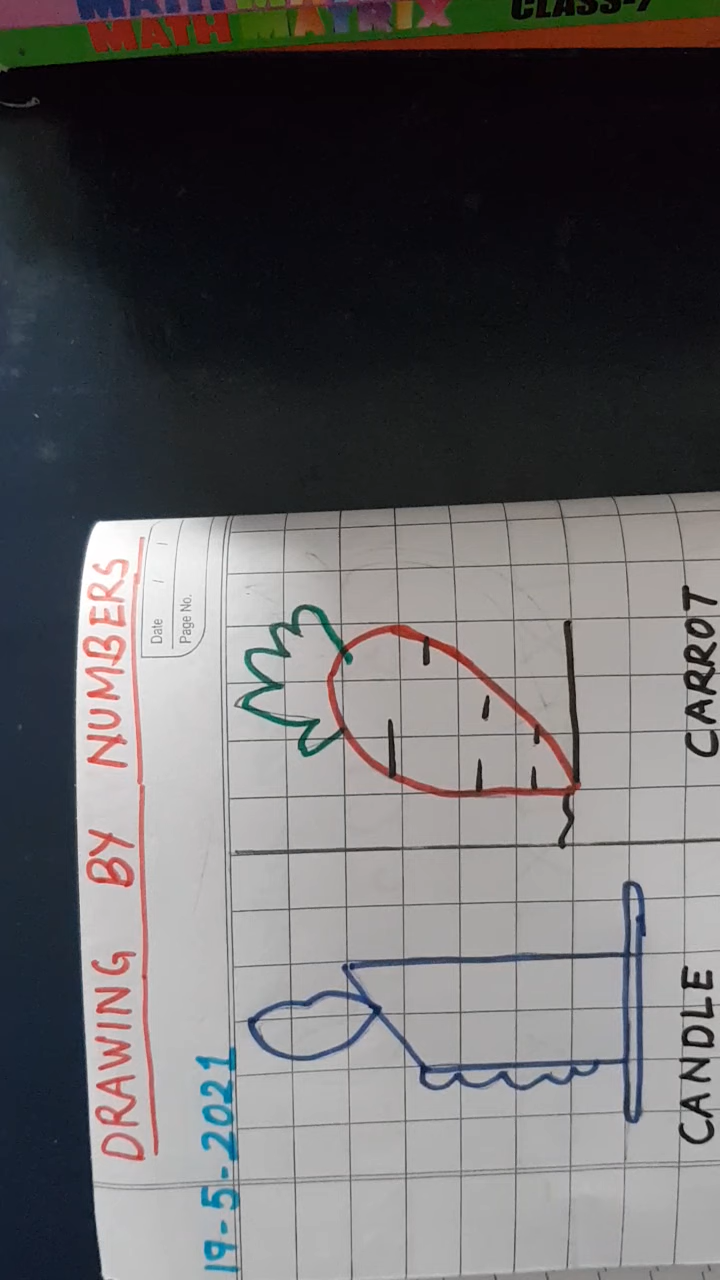 MATH MATRIX
CLASS-7
DRAWING BY NUMBERS
Date / /
Page No.
19-5-2021
CANDLE CARROT